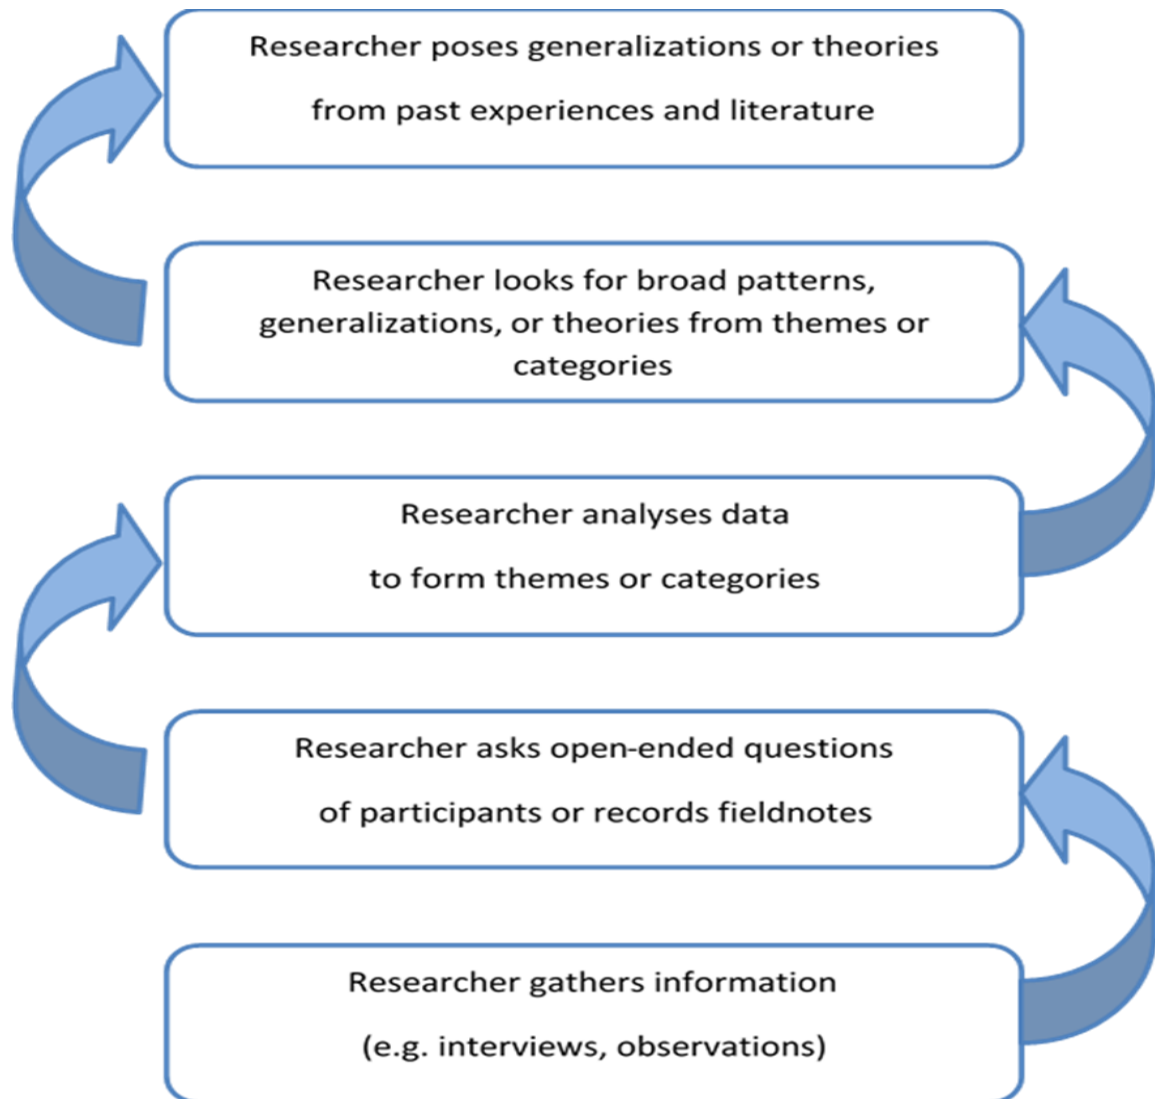 Researcher poses generalizations or theories
from past experiences and literature
Researcher looks for broad patterns,
generalizations, or theories from themes or
categories
Researcher analyses data
to form themes or categories
Researcher asks open-ended questions
of participants or records fieldnotes
Researcher gathers information
(e.g. interviews, observations)